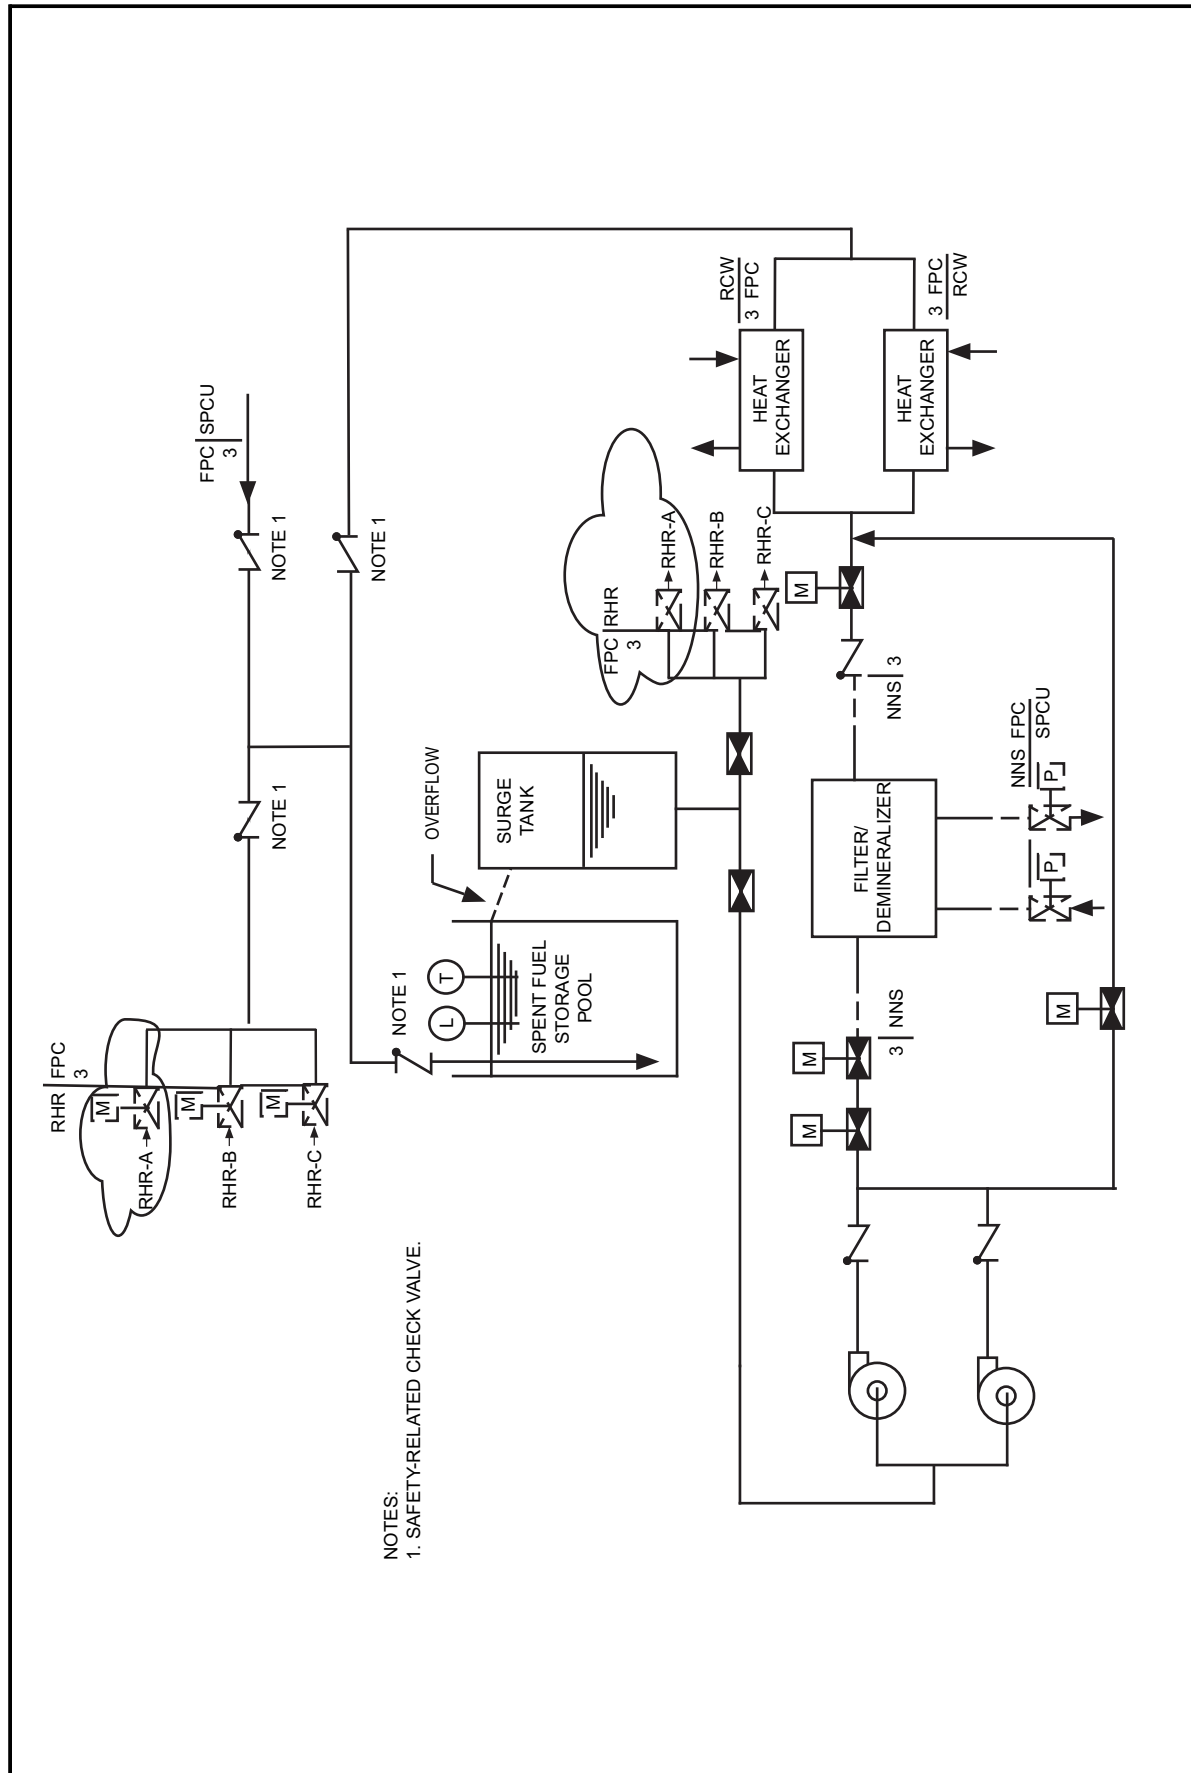 RHR FPC
3
M
M
M
RHR-A
RHR-B
RHR-C
FPC SPCU
3
NOTE 1
NOTE 1
NOTE 1
NOTE 1
L
T
SPENT FUEL
STORAGE
POOL
OVERFLOW
SURGE
TANK
FPC RHR
3
RHR-A
RHR-B
RHR-C
RCW
3 FPC
HEAT
EXCHANGER
3 FPC
RCW
HEAT
EXCHANGER
M
NNS 3
FILTER/
DEMINERALIZER
NNS FPC
SPCU
P
P
3 NNS
M
M
M
NOTES:
1. SAFETY-RELATED CHECK VALVE.